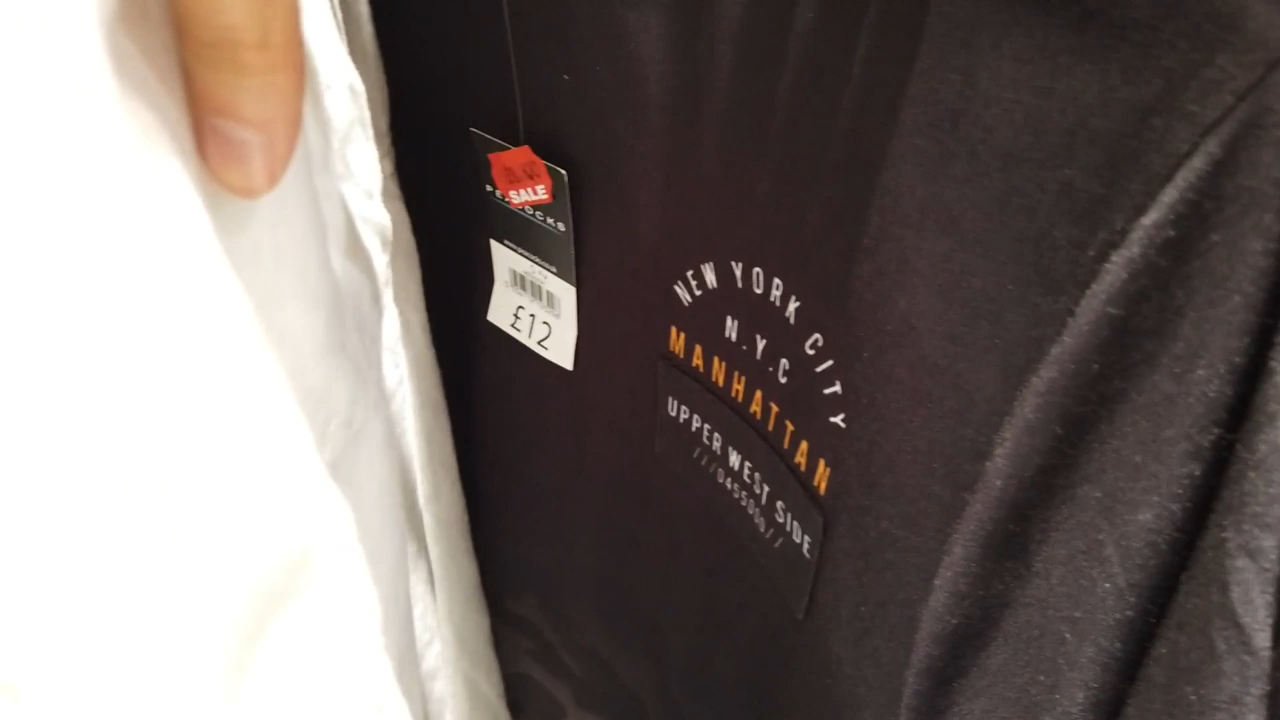 SALE
£12
NEW YORK CITY
N.Y.C
MANHATTAN
UPPER WEST SIDE